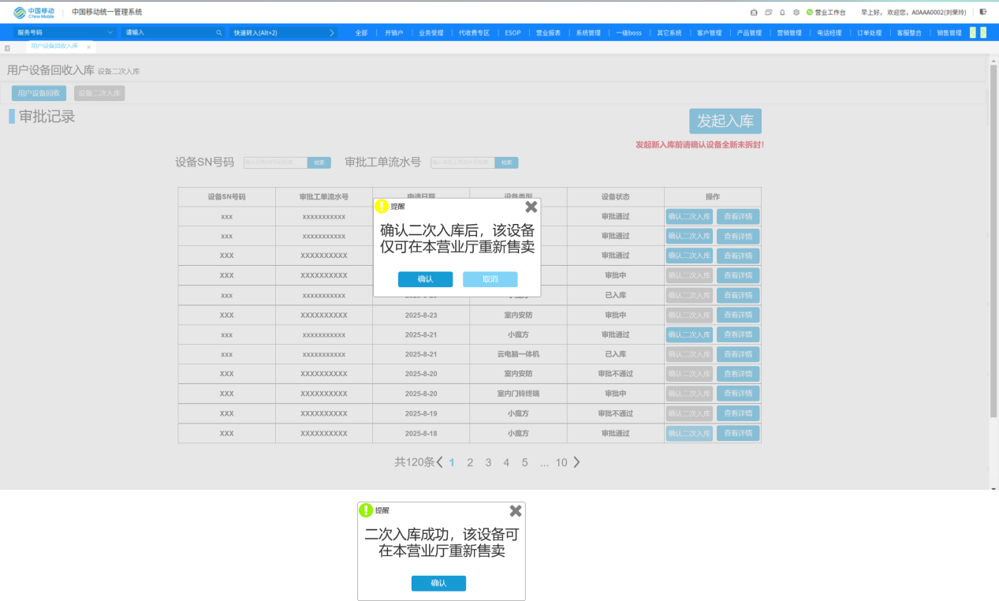 中国移动 China Mobile 中国移动统一管理系统 营业工作台 早上好，欢迎您，A0AAA0002(刘荣玲)
服务号码 请输入 快速转入(Alt+2) 全部 开销户 业务受理 代收费专区 ESOP 营业报表 系统管理 一级boss 其它系统 客户管理 产品管理 营销管理 电话经理 订单处理 客服整合 销售管理
用户设备回收入库 x
用户设备回收入库 设备二次入库
用户设备回收 设备二次入库
审批记录
发起入库
发起新入库前请确认设备全新未拆封！
设备SN号码 检索 审批工单流水号 检索
设备SN号码 审批工单流水号 申请日期 设备类型 设备状态 操作
xxx xxxxxxxxxxx 审批通过 确认二次入库 查看详情
xxx xxxxxxxxxxx 审批通过 确认二次入库 查看详情
XXX XXXXXXXXXX 审批通过 确认二次入库 查看详情
XXX XXXXXXXXXX 审批中 确认二次入库 查看详情
xxx xxxxxxxxxxx 已入库 确认二次入库 查看详情
XXX XXXXXXXXXX 2025-8-23 室内安防 审批中 确认二次入库 查看详情
xxx xxxxxxxxxxx 2025-8-21 小魔方 审批通过 确认二次入库 查看详情
xxx xxxxxxxxxxx 2025-8-21 云电脑一体机 已入库 确认二次入库 查看详情
XXX XXXXXXXXXX 2025-8-20 室内安防 审批不通过 确认二次入库 查看详情
XXX XXXXXXXXXX 2025-8-20 室内门铃终端 审批中 确认二次入库 查看详情
XXX XXXXXXXXXX 2025-8-19 小魔方 审批不通过 确认二次入库 查看详情
XXX XXXXXXXXXX 2025-8-18 小魔方 审批通过 确认二次入库 查看详情
共120条 1 2 3 4 5 ... 10
提醒
确认二次入库后，该设备
仅可在本营业厅重新售卖
确认 取消
提醒
二次入库成功，该设备可
在本营业厅重新售卖
确认